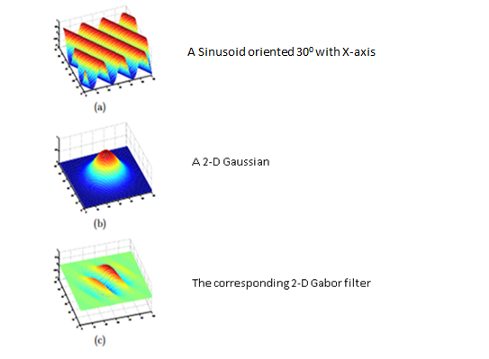 A Sinusoid oriented 30⁰ with X-axis
(a)
A 2-D Gaussian
(b)
The corresponding 2-D Gabor filter
(c)